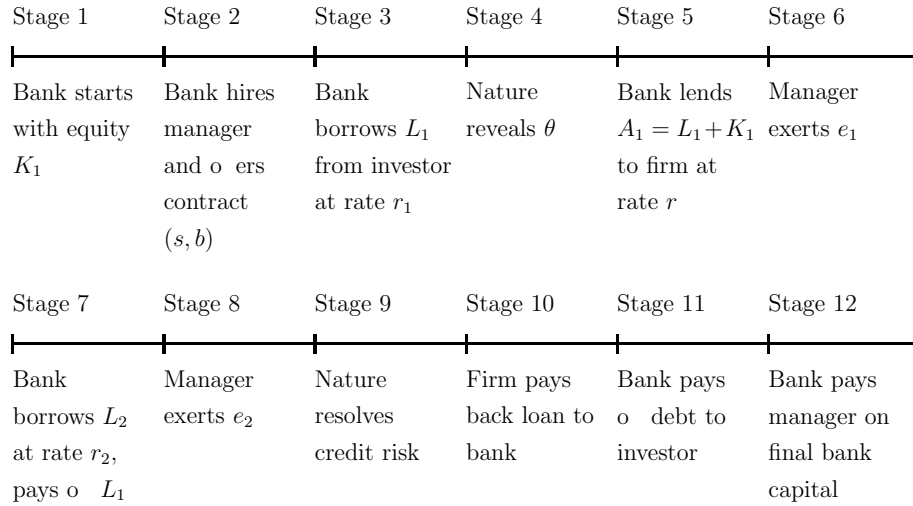 Stage 1 Stage 2 Stage 3 Stage 4 Stage 5 Stage 6
Bank starts
with equity
K₁
Bank hires
manager
and o ers
contract
(s, b)
Bank
borrows L₁
from investor
at rate r₁
Nature
reveals θ
Bank lends
A₁ = L₁+K₁
to firm at
rate r
Manager
exerts e₁
Stage 7 Stage 8 Stage 9 Stage 10 Stage 11 Stage 12
Bank
borrows L₂
at rate r₂,
pays o L₁
Manager
exerts e₂
Nature
resolves
credit risk
Firm pays
back loan to
bank
Bank pays
o debt to
investor
Bank pays
manager on
final bank
capital